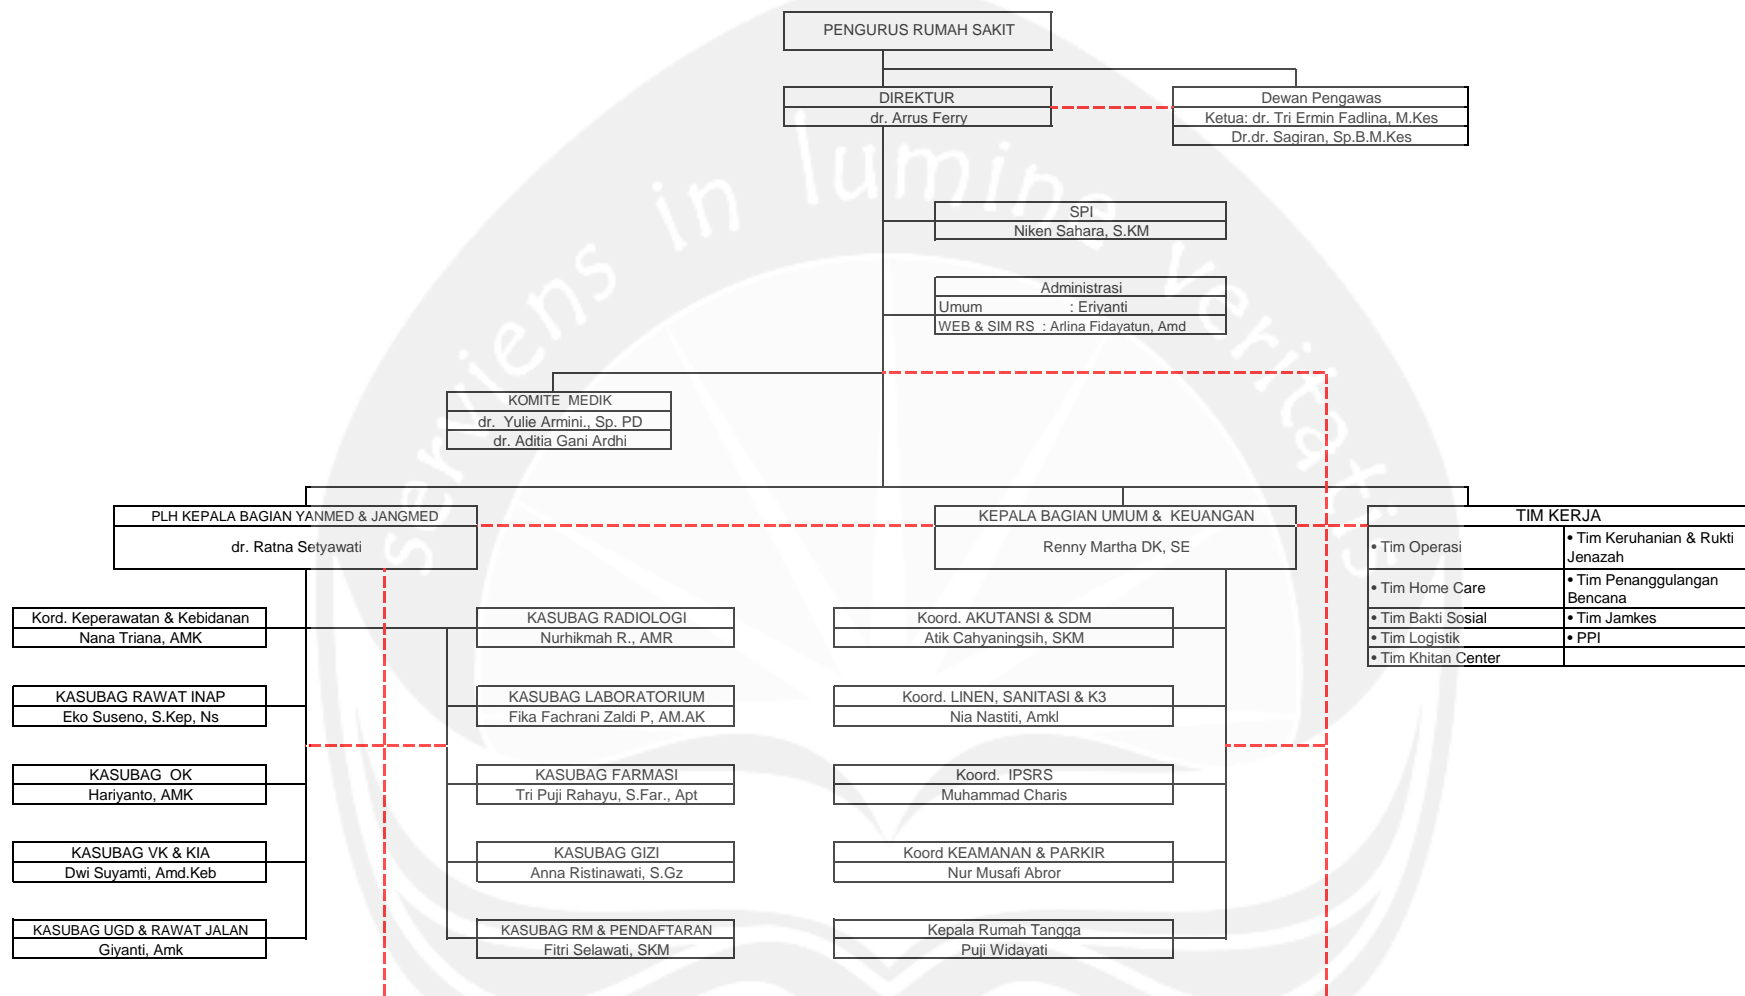 PENGURUS RUMAH SAKIT
DIREKTUR
dr. Arrus Ferry
Dewan Pengawas
Ketua: dr. Tri Ermin Fadlina, M.Kes
Dr.dr. Sagiran, Sp.B.M.Kes
serviens in lumine veritatis
SPI
Niken Sahara, S.KM
Administrasi
Umum : Eriyanti
WEB & SIM RS : Arlina Fidayatun, Amd
KOMITE MEDIK
dr. Yulie Armini., Sp. PD
dr. Aditia Gani Ardhi
PLH KEPALA BAGIAN YANMED & JANGMED
dr. Ratna Setyawati
KEPALA BAGIAN UMUM & KEUANGAN
Renny Martha DK, SE
TIM KERJA
• Tim Operasi
• Tim Keruhanian & Rukti
Jenazah
• Tim Home Care
• Tim Penanggulangan
Bencana
• Tim Bakti Sosial
• Tim Jamkes
• Tim Logistik
• PPI
• Tim Khitan Center
Kord. Keperawatan & Kebidanan
Nana Triana, AMK
KASUBAG RADIOLOGI
Nurhikmah R., AMR
Koord. AKUTANSI & SDM
Atik Cahyaningsih, SKM
KASUBAG RAWAT INAP
Eko Suseno, S.Kep, Ns
KASUBAG LABORATORIUM
Fika Fachrani Zaldi P, AM.AK
Koord. LINEN, SANITASI & K3
Nia Nastiti, Amkl
KASUBAG OK
Hariyanto, AMK
KASUBAG FARMASI
Tri Puji Rahayu, S.Far., Apt
Koord. IPSRS
Muhammad Charis
KASUBAG VK & KIA
Dwi Suyamti, Amd.Keb
KASUBAG GIZI
Anna Ristinawati, S.Gz
Koord KEAMANAN & PARKIR
Nur Musafi Abror
KASUBAG UGD & RAWAT JALAN
Giyanti, Amk
KASUBAG RM & PENDAFTARAN
Fitri Selawati, SKM
Kepala Rumah Tangga
Puji Widayati